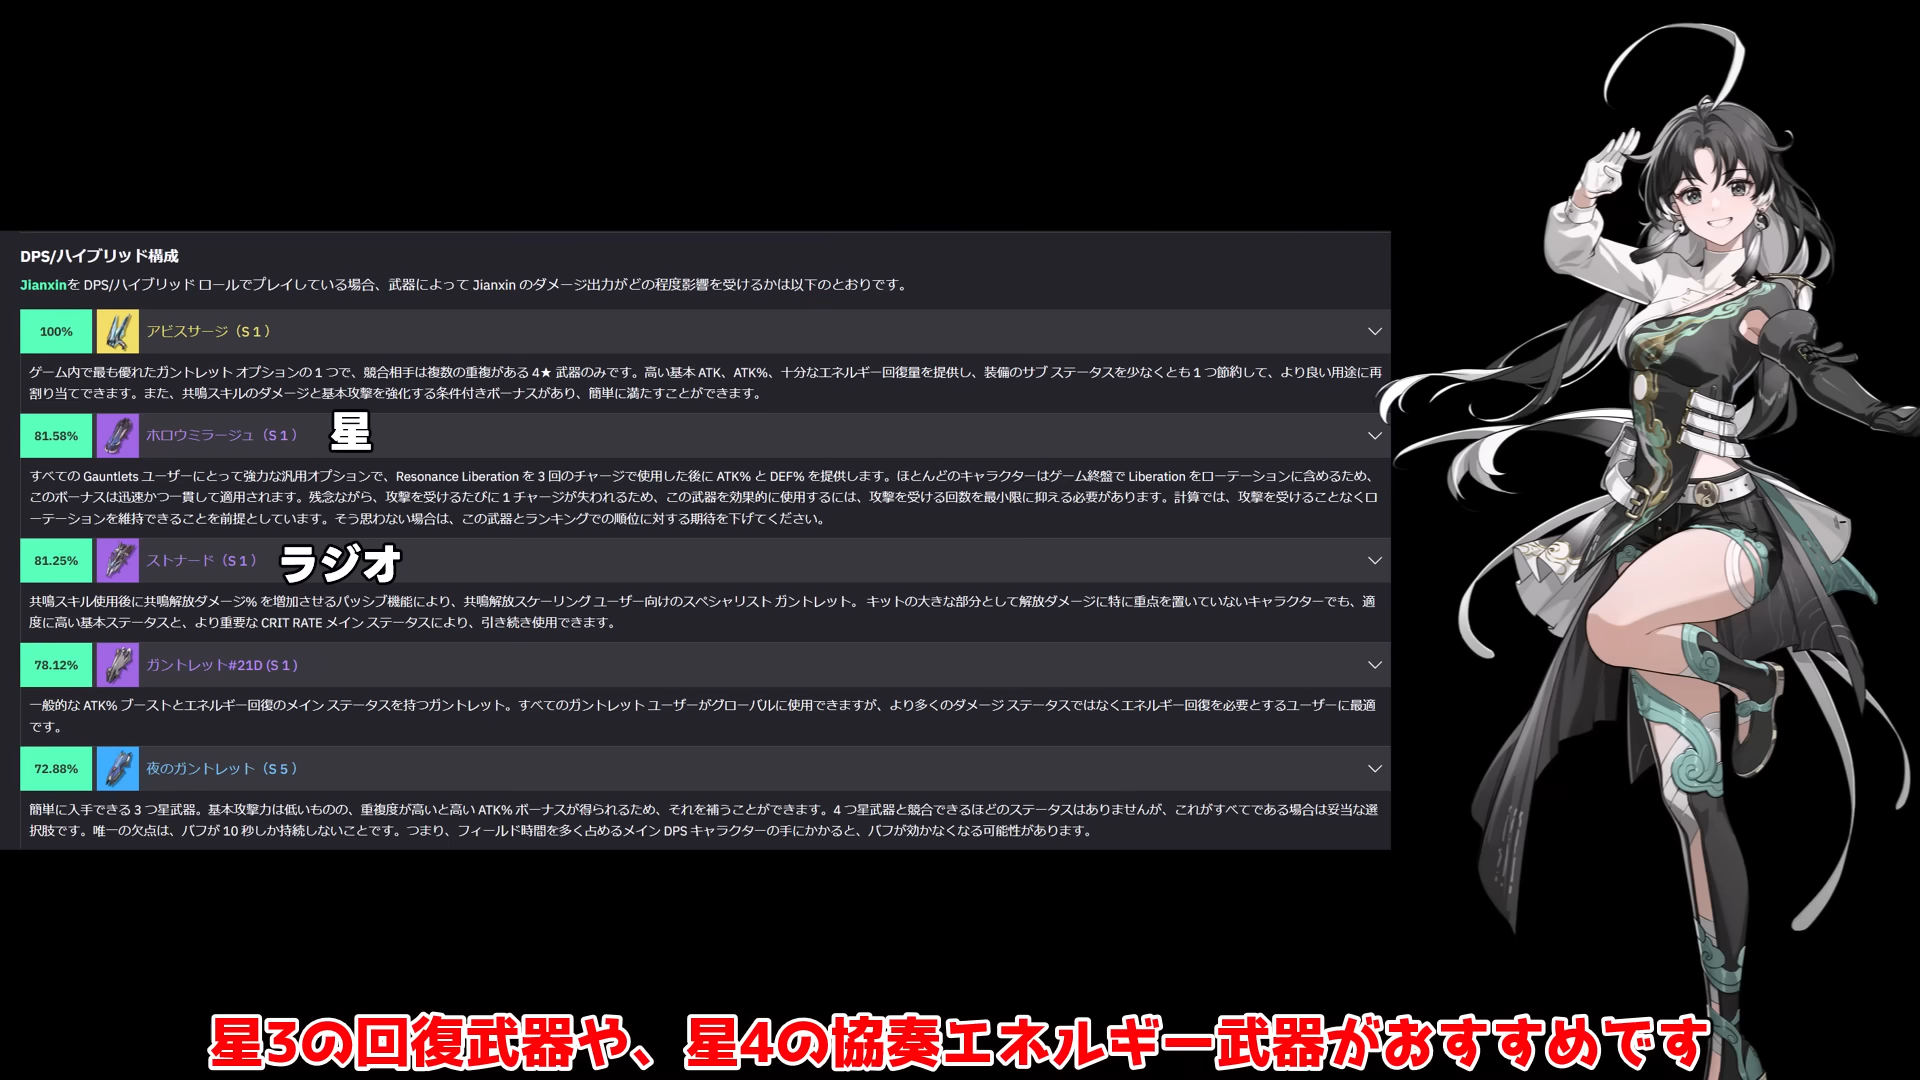 DPS/ハイブリッド構成
Jianxinを DPS/ハイブリッド ロールでプレイしている場合、武器によって Jianxin のダメージ出力がどの程度影響を受けるかは以下のとおりです。
100% アビスサージ（S 1 ）
ゲーム内で最も優れたガントレット オプションの 1 つで、競合相手は複数の重複がある 4★ 武器のみです。高い基本 ATK、ATK%、十分なエネルギー回復量を提供し、装備のサブ ステータスを少なくとも 1 つ節約して、より良い用途に再
割り当てできます。また、共鳴スキルのダメージと基本攻撃を強化する条件付きボーナスがあり、簡単に満たすことができます。
81.58% ホロウミラージュ（S 1 ） 星
すべての Gauntlets ユーザーにとって強力な汎用オプションで、Resonance Liberation を 3 回のチャージで使用した後に ATK% と DEF% を提供します。ほとんどのキャラクターはゲーム終盤で Liberation をローテーションに含めるため、
このボーナスは迅速かつ一貫して適用されます。残念ながら、攻撃を受けるたびに 1 チャージが失われるため、この武器を効果的に使用するには、攻撃を受ける回数を最小限に抑える必要があります。計算では、攻撃を受けることなくロ
ーテーションを維持できることを前提としています。そう思わない場合は、この武器とランキングでの順位に対する期待を下げてください。
81.25% ストナード（S 1 ） ラジオ
共鳴スキル使用後に共鳴解放ダメージ% を増加させるパッシブ機能により、共鳴解放スケーリング ユーザー向けのスペシャリスト ガントレット。 キットの大きな部分として解放ダメージに特に重点を置いていないキャラクターでも、適
度に高い基本ステータスと、より重要な CRIT RATE メイン ステータスにより、引き続き使用できます。
78.12% ガントレット#21D (S 1 )
一般的な ATK% ブーストとエネルギー回復のメイン ステータスを持つガントレット。すべてのガントレット ユーザーがグローバルに使用できますが、より多くのダメージ ステータスではなくエネルギー回復を必要とするユーザーに最適
です。
72.88% 夜のガントレット（S 5 ）
簡単に入手できる 3 つ星武器。基本攻撃力は低いものの、重複度が高いと高い ATK% ボーナスが得られるため、それを補うことができます。4 つ星武器と競合できるほどのステータスはありませんが、これがすべてである場合は妥当な選
択肢です。唯一の欠点は、バフが 10 秒しか持続しないことです。つまり、フィールド時間を多く占めるメイン DPS キャラクターの手にかかると、バフが効かなくなる可能性があります。
星3の回復武器や、星4の協奏エネルギー武器がおすすめです